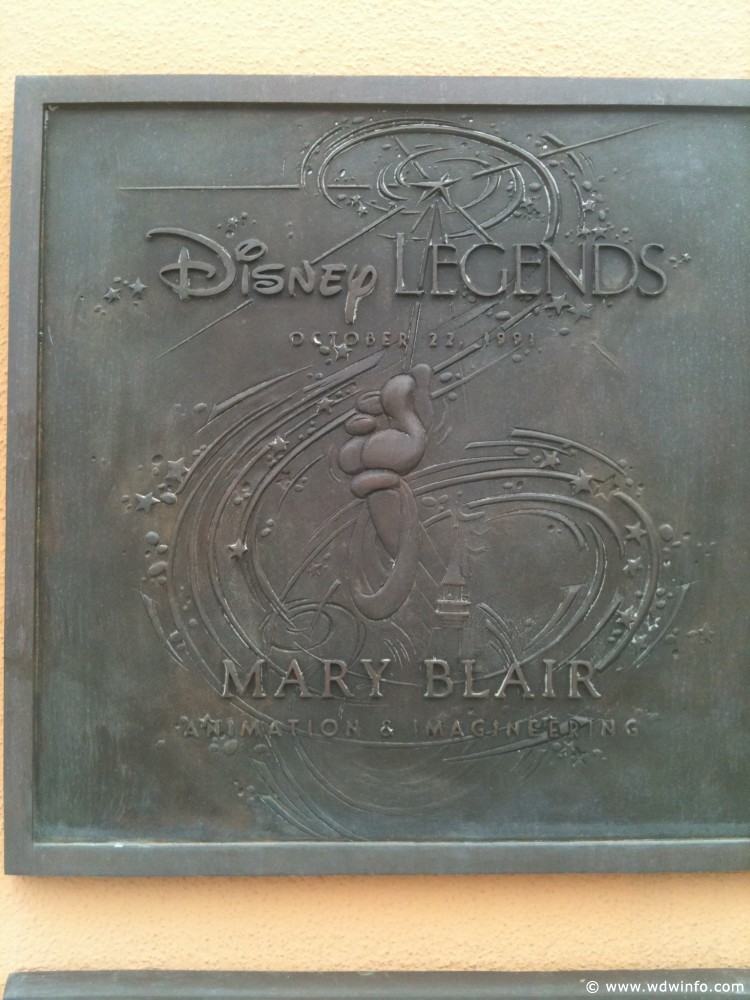 Disney LEGENDS
OCTOBER 22, 1991
MARY BLAIR
ANIMATION & IMAGINEERING
© www.wdwinfo.com